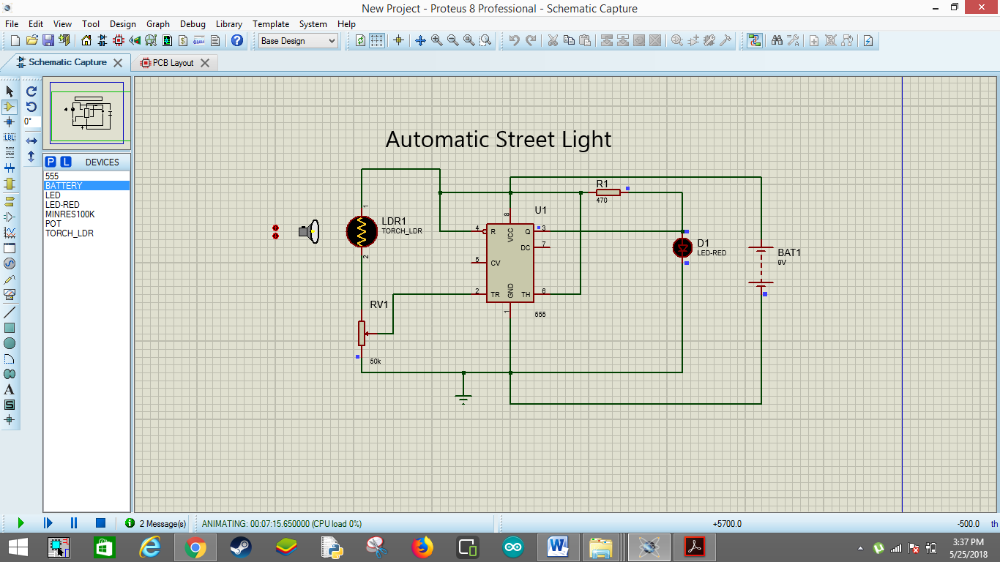 New Project - Proteus 8 Professional - Schematic Capture
File Edit View Tool Design Graph Debug Library Template System Help
Base Design
Schematic Capture PCB Layout
0°
LBL
P L DEVICES
555
BATTERY
LED
LED-RED
MINRES100K
POT
TORCH_LDR
A
S
Automatic Street Light
R1
470
1
LDR1
TORCH_LDR
2
U1
8
4 R VCC Q 3
DC 7
5 CV
2 TR GND TH 6
1
555
D1
LED-RED
BAT1
9V
RV1
50k
2 Message(s) ANIMATING: 00:07:15.650000 (CPU load 0%) +5700.0 -500.0 th
3:37 PM
5/25/2018